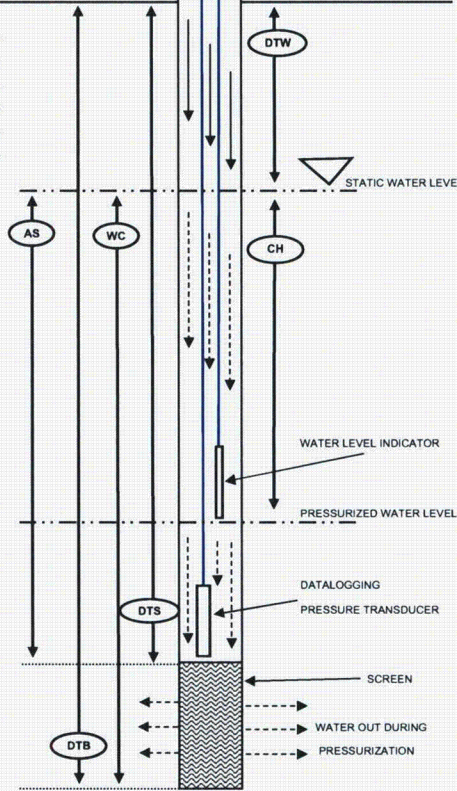 DTW
STATIC WATER LEVE
AS
WC
CH
WATER LEVEL INDICATOR
PRESSURIZED WATER LEVEL
DATALOGGING
PRESSURE TRANSDUCER
DTS
SCREEN
WATER OUT DURING
PRESSURIZATION
DTB